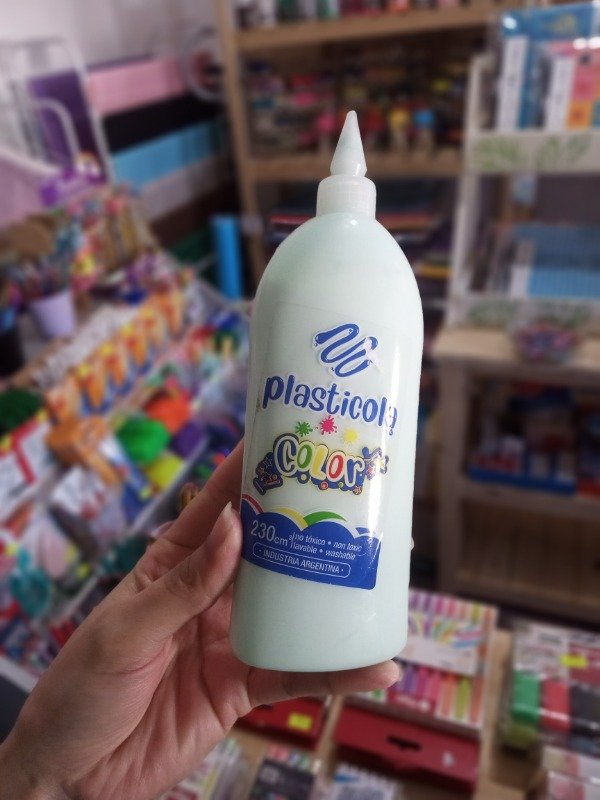 plasticola
COLOR
230cm³ no tóxico • non toxic
lavable • washable
• INDUSTRIA ARGENTINA •